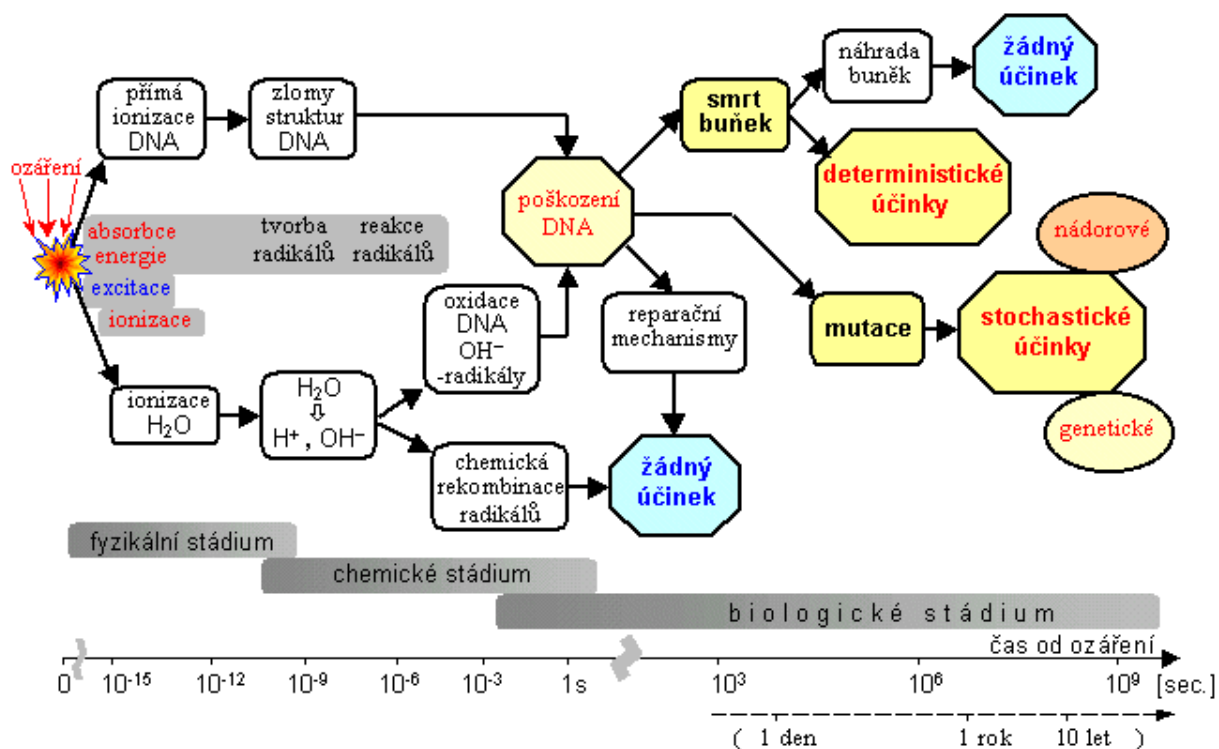 ozáření
přímá
ionizace
DNA
zlomy
struktur
DNA
absorbce
energie
tvorba
radikálů
reakce
radikálů
excitace
ionizace
ionizace
H₂O
H₂O
⇩
H⁺ , OH⁻
oxidace
DNA
OH⁻
-radikály
chemická
rekombinace
radikálů
poškození
DNA
smrt
buňek
náhrada
buněk
žádný
účinek
deterministické
účinky
reparační
mechanismy
žádný
účinek
mutace
stochastické
účinky
nádorové
genetické
fyzikální stádium
chemické stádium
biologické stádium
čas od ozáření
0 10⁻¹⁵ 10⁻¹² 10⁻⁹ 10⁻⁶ 10⁻³ 1s 10³ 10⁶ 10⁹ [sec.]
( 1 den 1 rok 10 let )